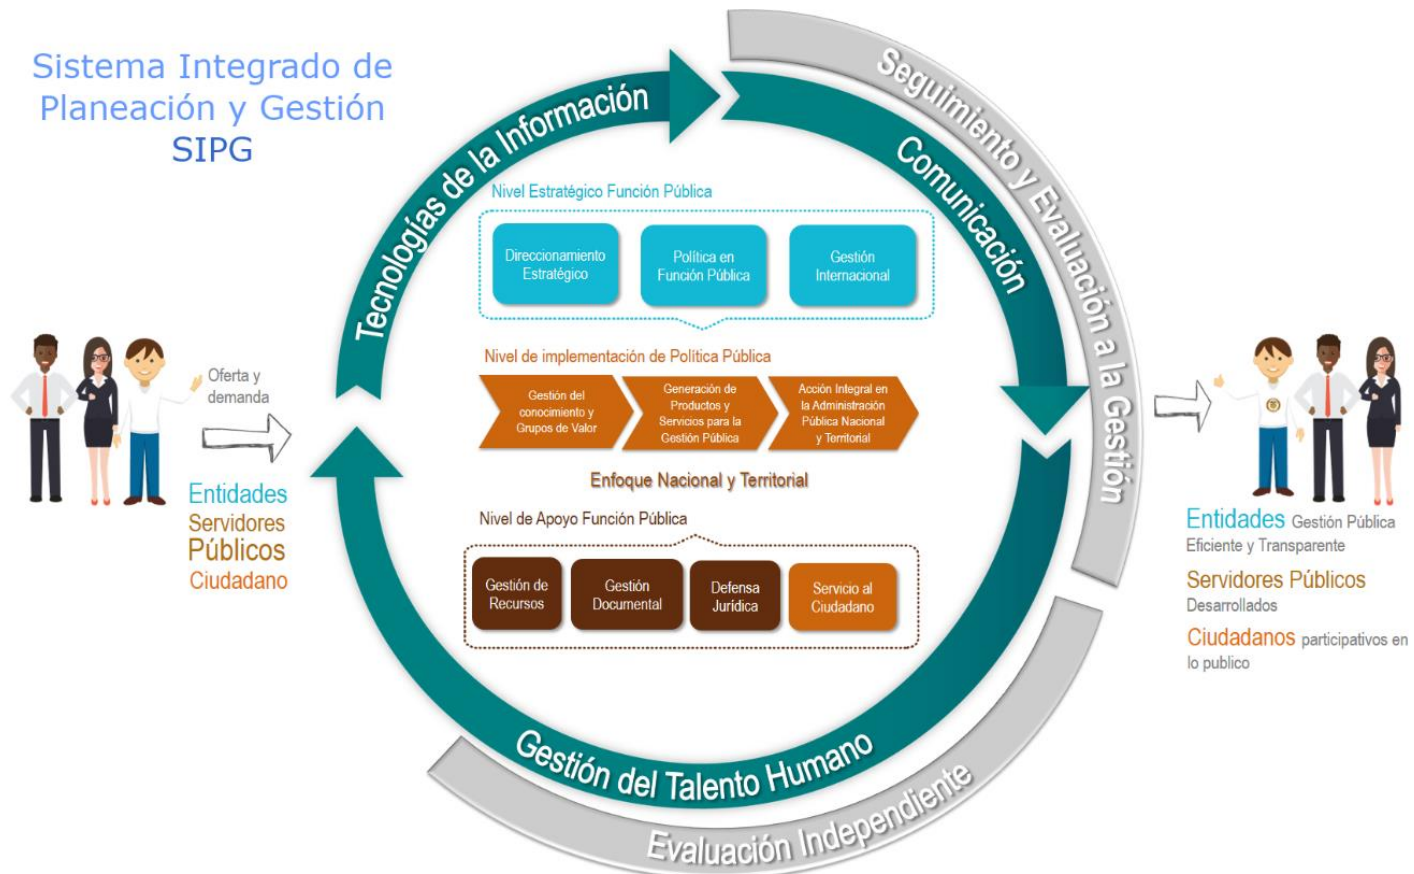 Sistema Integrado de
Planeación y Gestión
SIPG
Tecnologías de la Información
Comunicación
Seguimiento y Evaluación a la Gestión
Nivel Estratégico Función Pública
Direccionamiento
Estratégico
Política en
Función Pública
Gestión
Internacional
Nivel de implementación de Política Pública
Gestión del
conocimiento y
Grupos de Valor
Generación de
Productos y
Servicios para la
Gestión Pública
Acción Integral en
la Administración
Pública Nacional
y Territorial
Enfoque Nacional y Territorial
Nivel de Apoyo Función Pública
Gestión de
Recursos
Gestión
Documental
Defensa
Jurídica
Servicio al
Ciudadano
Oferta y
demanda
Entidades
Servidores
Públicos
Ciudadano
Entidades Gestión Pública
Eficiente y Transparente
Servidores Públicos
Desarrollados
Ciudadanos participativos en
lo publico
Gestión del Talento Humano
Evaluación Independiente